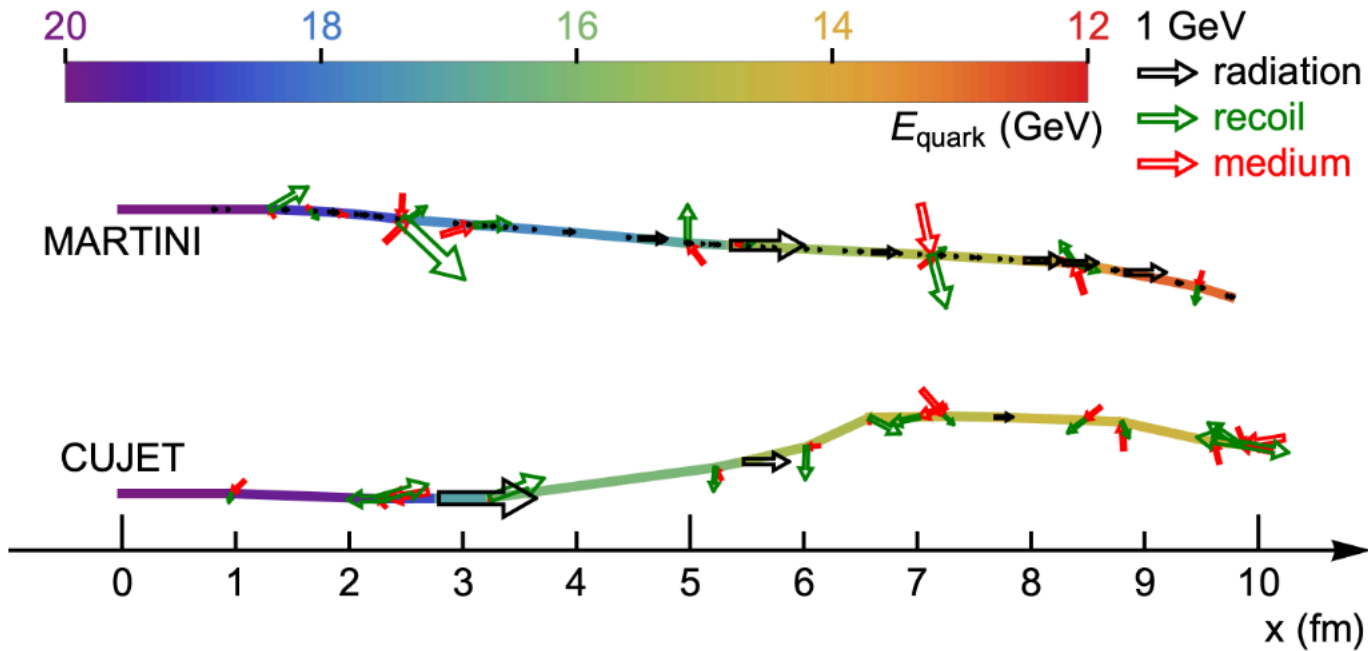 20 18 16 14 12 1 GeV
radiation
E_quark (GeV) recoil
medium
MARTINI
CUJET
0 1 2 3 4 5 6 7 8 9 10
x (fm)